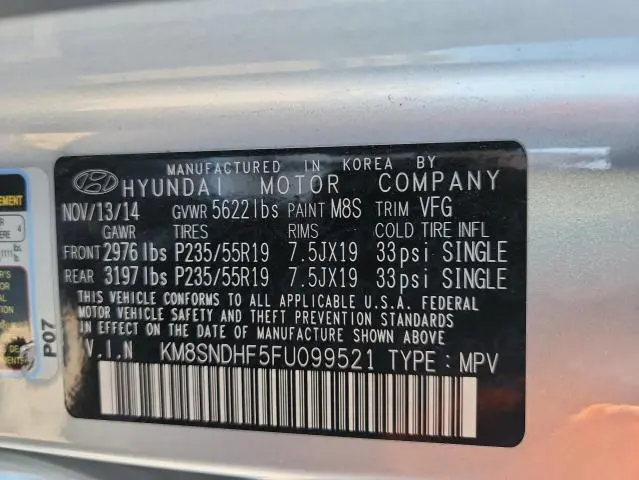 MANUFACTURED IN KOREA BY
HYUNDAI MOTOR COMPANY
NOV/13/14 GVWR 5622lbs PAINT M8S TRIM VFG
GAWR TIRES RIMS COLD TIRE INFL
FRONT 2976lbs P235/55R19 7.5JX19 33psi SINGLE
REAR 3197lbs P235/55R19 7.5JX19 33psi SINGLE
THIS VEHICLE CONFORMS TO ALL APPLICABLE U.S.A. FEDERAL
MOTOR VEHICLE SAFETY AND THEFT PREVENTION STANDARDS
IN EFFECT ON THE DATE OF MANUFACTURE SHOWN ABOVE
V.I.N KM8SNDHF5FU099521 TYPE : MPV
P07
4
lbs.